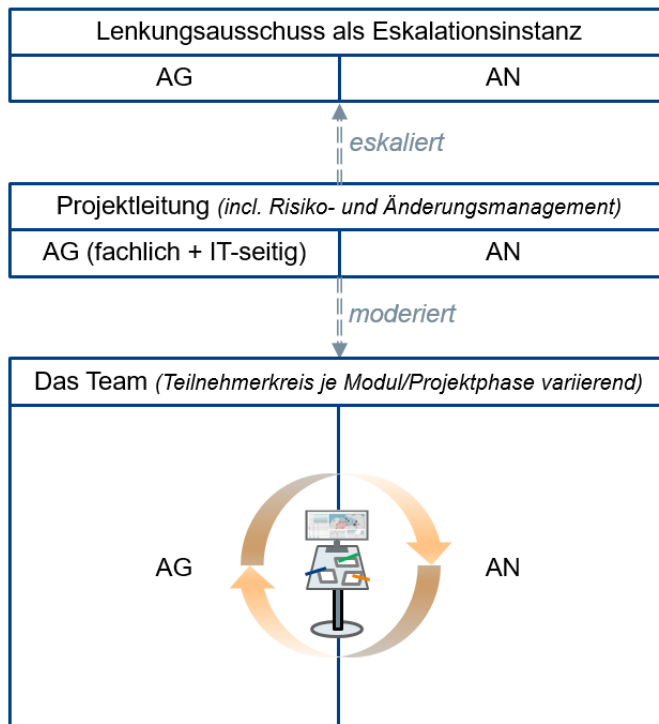 Lenkungsausschuss als Eskalationsinstanz
AG AN
eskaliert
Projektleitung (incl. Risiko- und Änderungsmanagement)
AG (fachlich + IT-seitig) AN
moderiert
Das Team (Teilnehmerkreis je Modul/Projektphase variierend)
AG AN